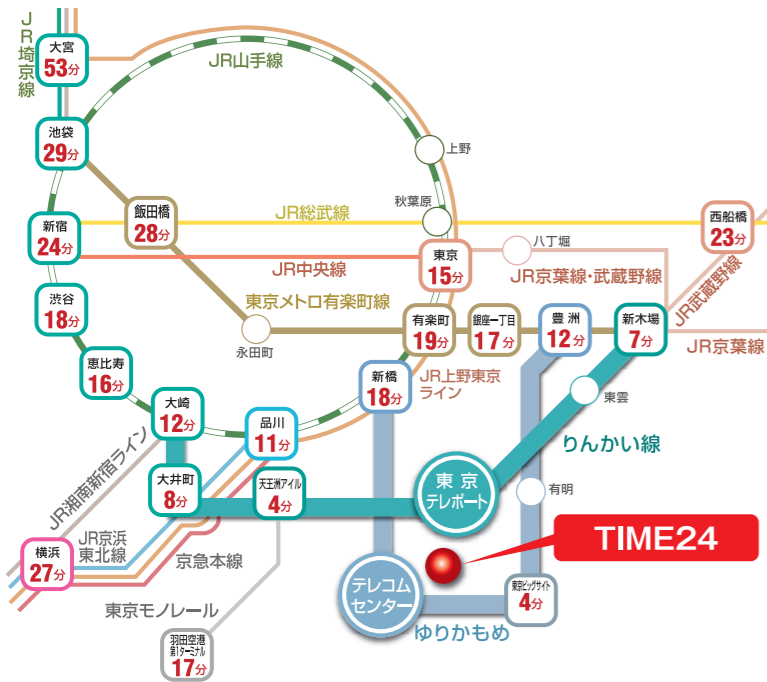 JR埼京線
大宮
53分
JR山手線
池袋
29分
上野
秋葉原
飯田橋
28分
JR総武線
西船橋
23分
新宿
24分
東京
15分
八丁堀
JR中央線
JR京葉線・武蔵野線
JR武蔵野線
渋谷
18分
東京メトロ有楽町線
永田町
有楽町
19分
銀座一丁目
17分
豊洲
12分
新木場
7分
JR京葉線
恵比寿
16分
新橋
18分
JR上野東京
ライン
東雲
大崎
12分
品川
11分
りんかい線
JR湘南新宿ライン
大井町
8分
天王洲アイル
4分
東京
テレポート
有明
TIME24
JR京浜
東北線
京急本線
横浜
27分
テレコム
センター
東京ビッグサイト
4分
東京モノレール
ゆりかもめ
羽田空港
第1ターミナル
17分